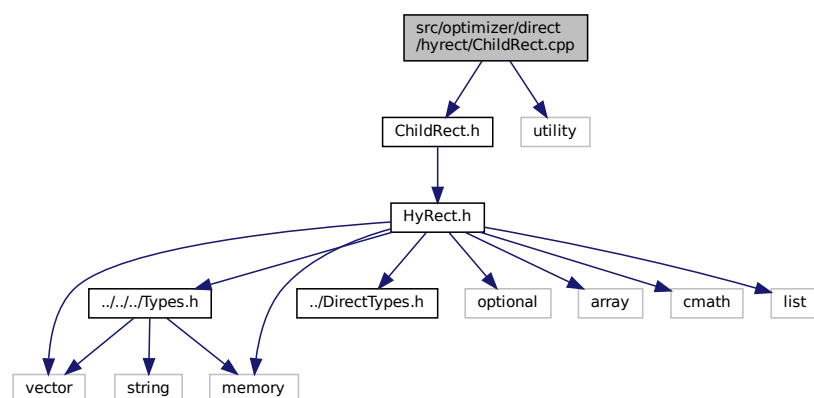 src/optimizer/direct
/hyrect/ChildRect.cpp
ChildRect.h
utility
HyRect.h
../../../Types.h
../DirectTypes.h
optional
array
cmath
list
vector
string
memory